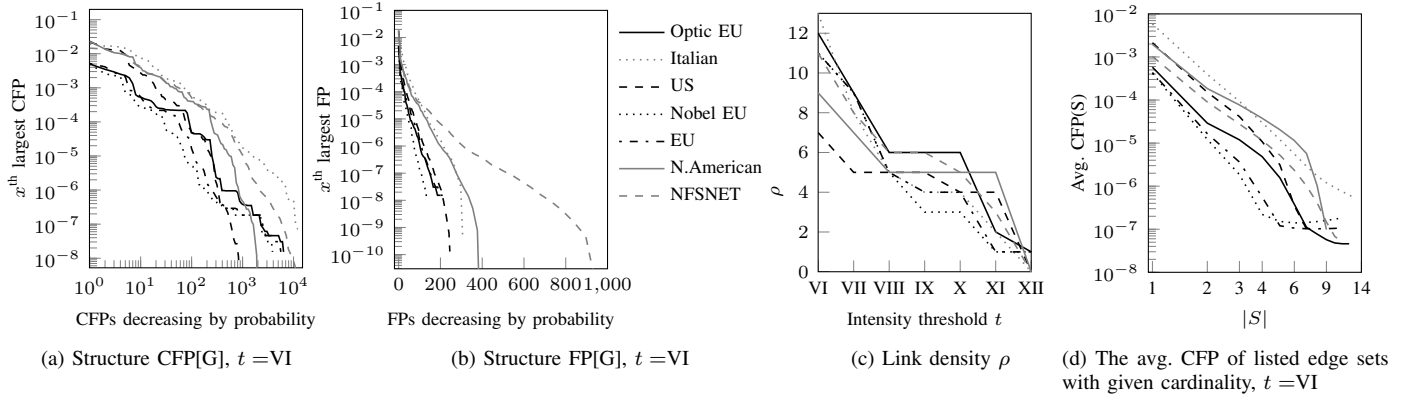 10^-1
10^-2
10^-3
10^-4
10^-5
10^-6
10^-7
10^-8
x^th largest CFP
10^0 10^1 10^2 10^3 10^4
CFPs decreasing by probability
(a) Structure CFP[G], t =VI
10^-1
10^-2
10^-3
10^-4
10^-5
10^-6
10^-7
10^-8
10^-9
10^-10
x^th largest FP
0 200 400 600 800 1,000
FPs decreasing by probability
(b) Structure FP[G], t =VI
Optic EU
Italian
US
Nobel EU
EU
N.American
NFSNET
12
10
8
6
4
2
0
ρ
VI VII VIII IX X XI XII
Intensity threshold t
(c) Link density ρ
10^-2
10^-3
10^-4
10^-5
10^-6
10^-7
10^-8
Avg. CFP(S)
1 2 3 4 6 9 14
|S|
(d) The avg. CFP of listed edge sets
with given cardinality, t =VI